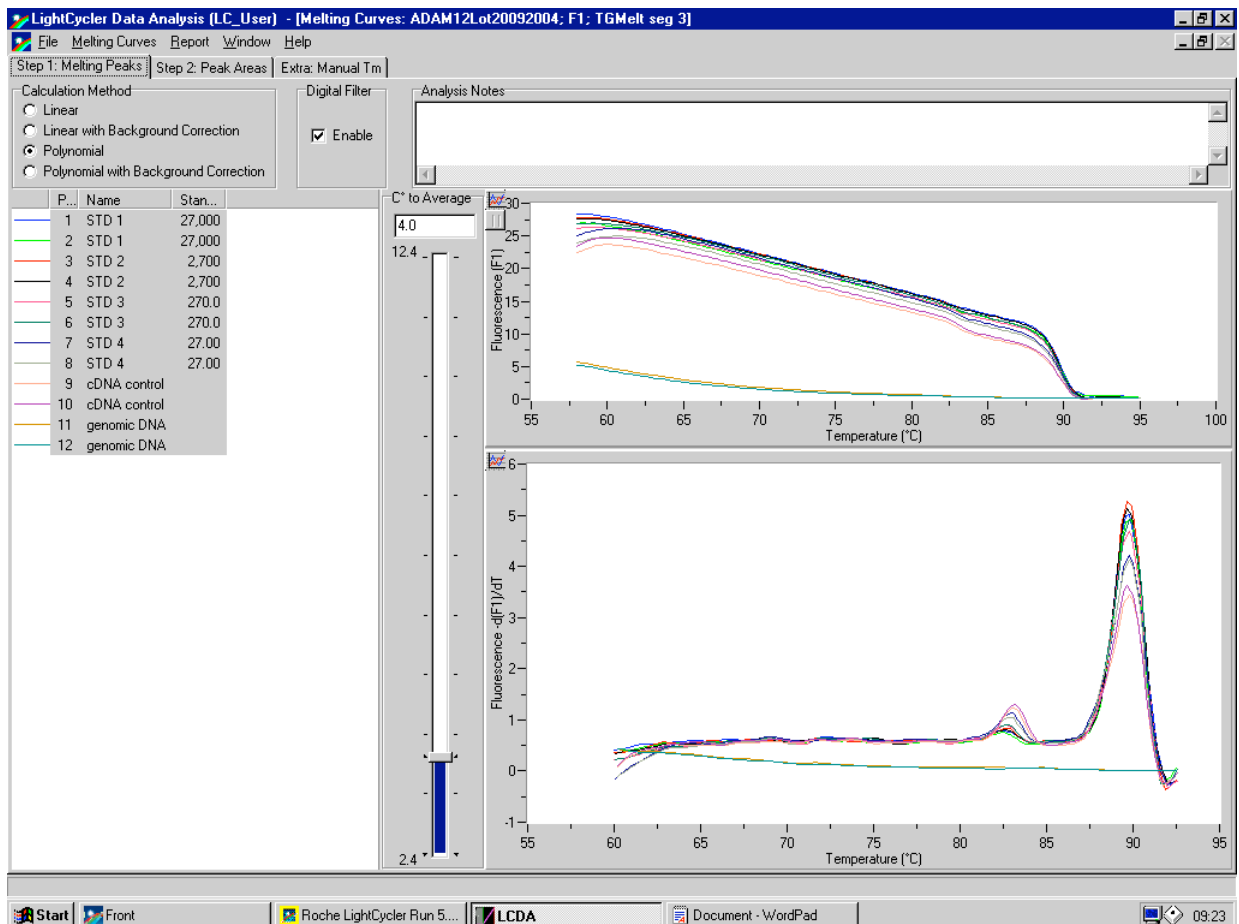 LightCycler Data Analysis (LC_User) - [Melting Curves: ADAM12Lot20092004; F1; TGMelt seg 3]
File Melting Curves Report Window Help
Step 1: Melting Peaks Step 2: Peak Areas Extra: Manual Tm
Calculation Method
Linear
Linear with Background Correction
Polynomial
Polynomial with Background Correction
Digital Filter
Enable
Analysis Notes
P... Name Stan...
1 STD 1 27,000
2 STD 1 27,000
3 STD 2 2,700
4 STD 2 2,700
5 STD 3 270.0
6 STD 3 270.0
7 STD 4 27.00
8 STD 4 27.00
9 cDNA control
10 cDNA control
11 genomic DNA
12 genomic DNA
C° to Average
4.0
12.4
2.4
30
25
20
15
10
5
0
Fluorescence (F1)
55 60 65 70 75 80 85 90 95 100
Temperature (°C)
6
5
4
3
2
1
0
-1
Fluorescence -d(F1)/dT
55 60 65 70 75 80 85 90 95
Temperature (°C)
Start Front Roche LightCycler Run 5.... LCDA Document - WordPad 09:23